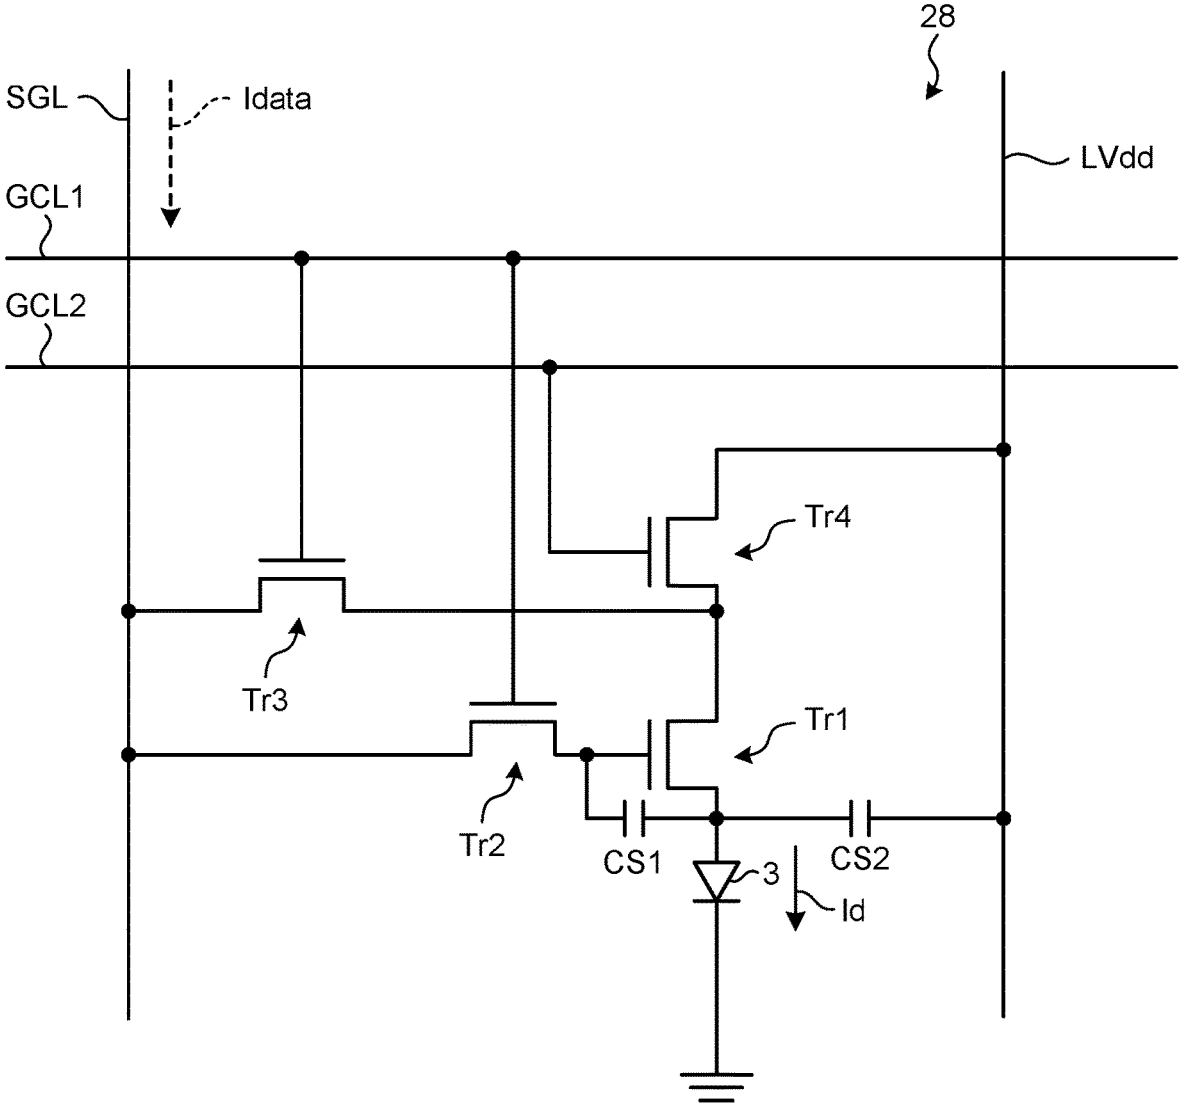 28
SGL
Idata
LVdd
GCL1
GCL2
Tr4
Tr3
Tr1
Tr2
CS1
CS2
3
Id